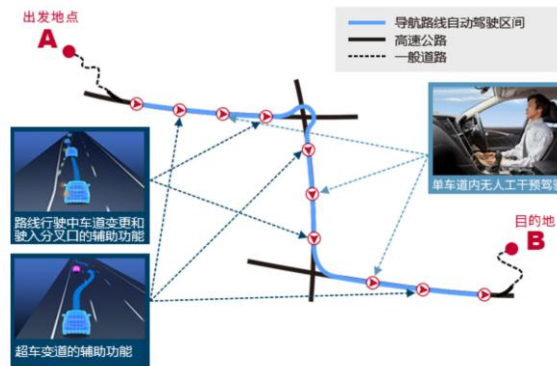 出发地点
A
导航路线自动驾驶区间
高速公路
一般道路
单车道内无人工干预驾驶
路线行驶中车道变更和
驶入分叉口的辅助功能
目的地
B
超车变道的辅助功能